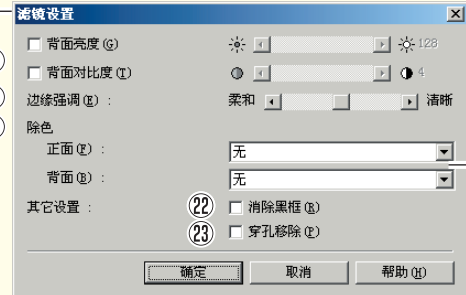 滤镜设置
背面亮度(G) 128
背面对比度(T) 4
边缘强调(E) : 柔和 清晰
除色
正面(F) : 无
背面(B) : 无
其它设置 : ㉒ 消除黑框(R)
㉓ 穿孔移除(P)
确定 取消 帮助(H)